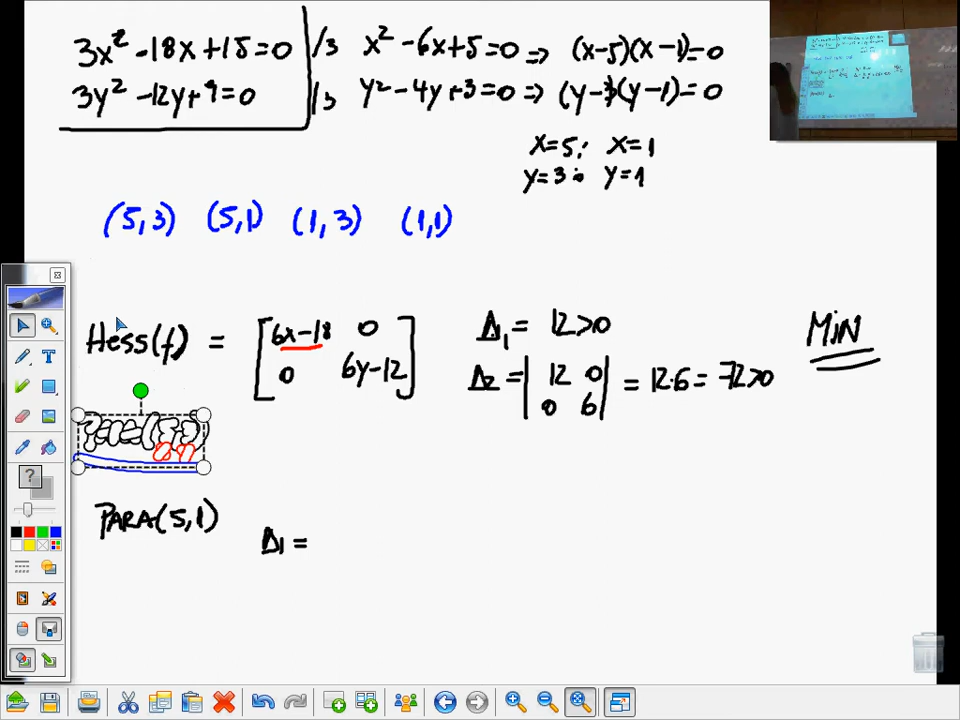 3x² -18x+15=0 /3 x² -6x+5=0 => (x-5)(x-1)=0
3y² -12y+9=0 /3 y² -4y+3=0 => (y-3)(y-1)=0
x=5; x=1
y=3; y=1
(5,3) (5,1) (1,3) (1,1)
Hess(f) = [6x-18 0 Δ1 = 12>0 MIN
0 6y-12] Δ2 = |12 0 = 12·6 = 72>0
0 6|
PARA(5,1)
Δ1 =